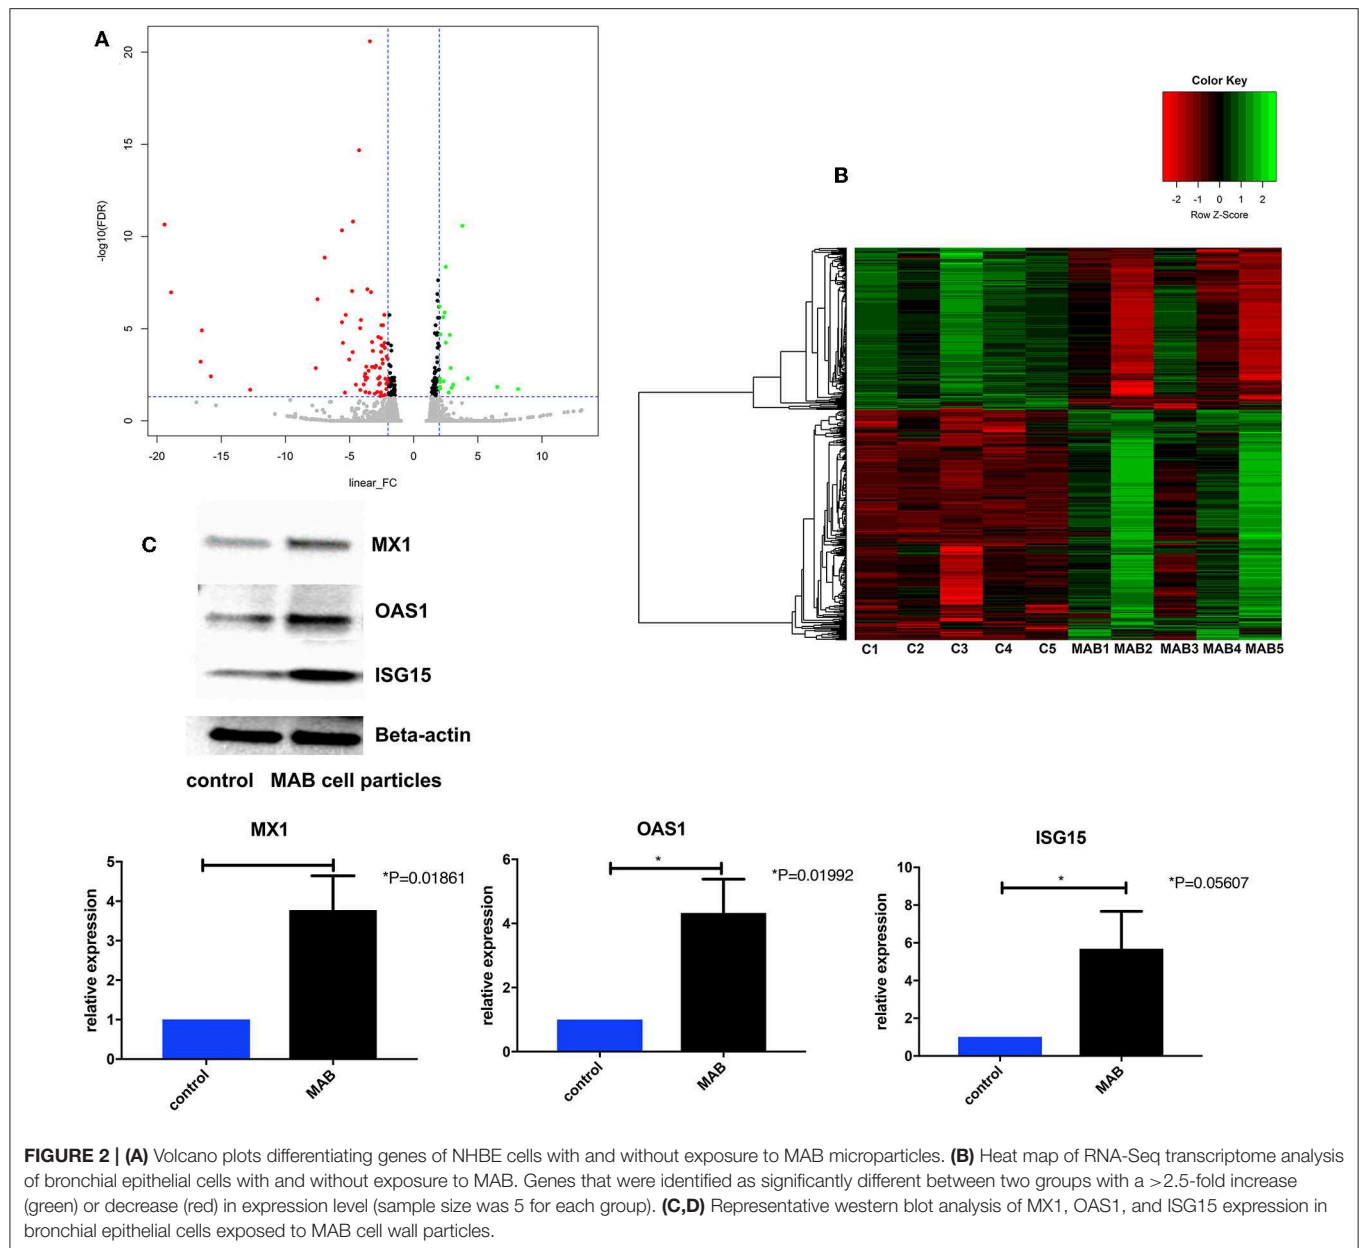 A
20
15
10
5
0
-log10(FDR)
-20 -15 -10 -5 0 5 10
linear_FC
B
Color Key
-2 -1 0 1 2
Row Z-Score
C1 C2 C3 C4 C5 MAB1 MAB2 MAB3 MAB4 MAB5
C
MX1
OAS1
ISG15
Beta-actin
control MAB cell particles
MX1
5
4
3
2
1
0
relative expression
*P=0.01861
control MAB
OAS1
6
4
2
0
relative expression
*
*P=0.01992
control MAB
ISG15
10
8
6
4
2
0
relative expression
*
*P=0.05607
control MAB
FIGURE 2 | (A) Volcano plots differentiating genes of NHBE cells with and without exposure to MAB microparticles. (B) Heat map of RNA-Seq transcriptome analysis
of bronchial epithelial cells with and without exposure to MAB. Genes that were identified as significantly different between two groups with a >2.5-fold increase
(green) or decrease (red) in expression level (sample size was 5 for each group). (C,D) Representative western blot analysis of MX1, OAS1, and ISG15 expression in
bronchial epithelial cells exposed to MAB cell wall particles.